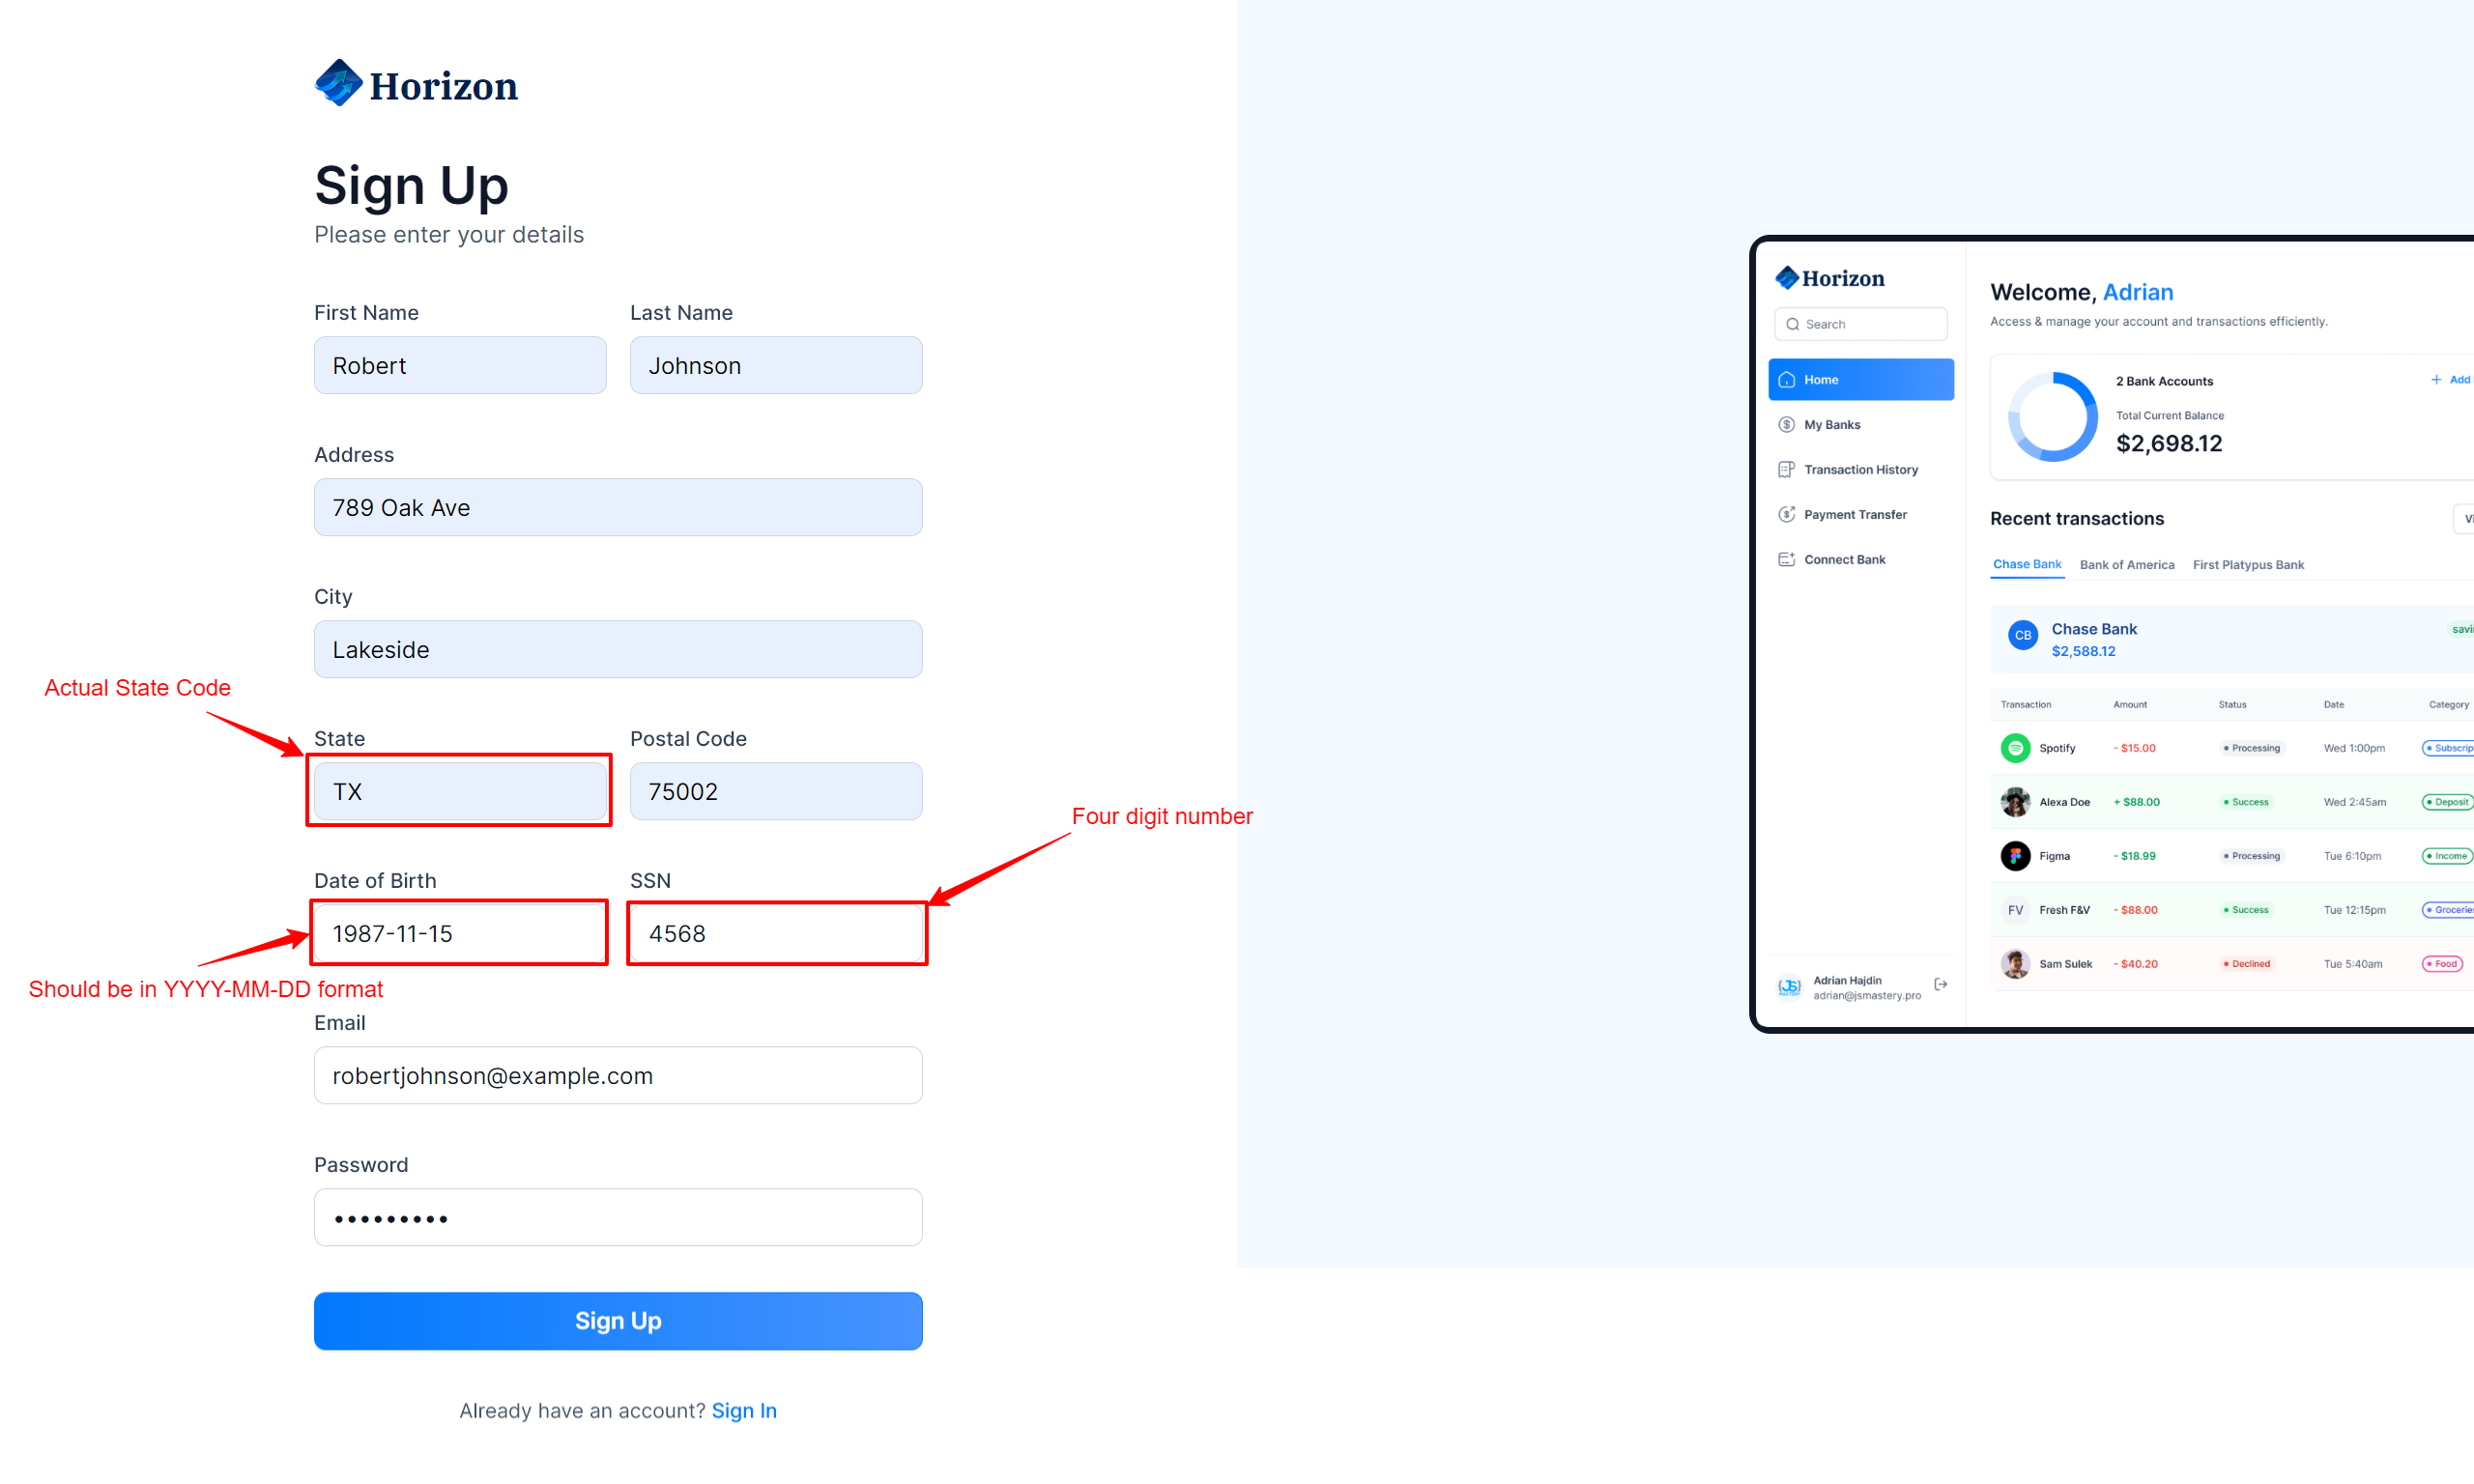 Horizon
Sign Up
Please enter your details
First Name
Last Name
Robert
Johnson
Address
789 Oak Ave
City
Lakeside
Actual State Code
State
Postal Code
TX
75002
Four digit number
Date of Birth
SSN
1987-11-15
4568
Should be in YYYY-MM-DD format
Email
robertjohnson@example.com
Password
•••••••••
Sign Up
Already have an account? Sign In
Horizon
Search
Home
My Banks
Transaction History
Payment Transfer
Connect Bank
Adrian Hajdin
adrian@jsmastery.pro
Welcome, Adrian
Access & manage your account and transactions efficiently.
2 Bank Accounts
+ Add
Total Current Balance
$2,698.12
Recent transactions
Vi
Chase Bank Bank of America First Platypus Bank
CB Chase Bank
savi
$2,588.12
Transaction Amount Status Date Category
Spotify - $15.00 Processing Wed 1:00pm Subscrip
Alexa Doe + $88.00 Success Wed 2:45am Deposit
Figma - $18.99 Processing Tue 6:10pm Income
FV Fresh F&V - $88.00 Success Tue 12:15pm Groceries
Sam Sulek - $40.20 Declined Tue 5:40am Food